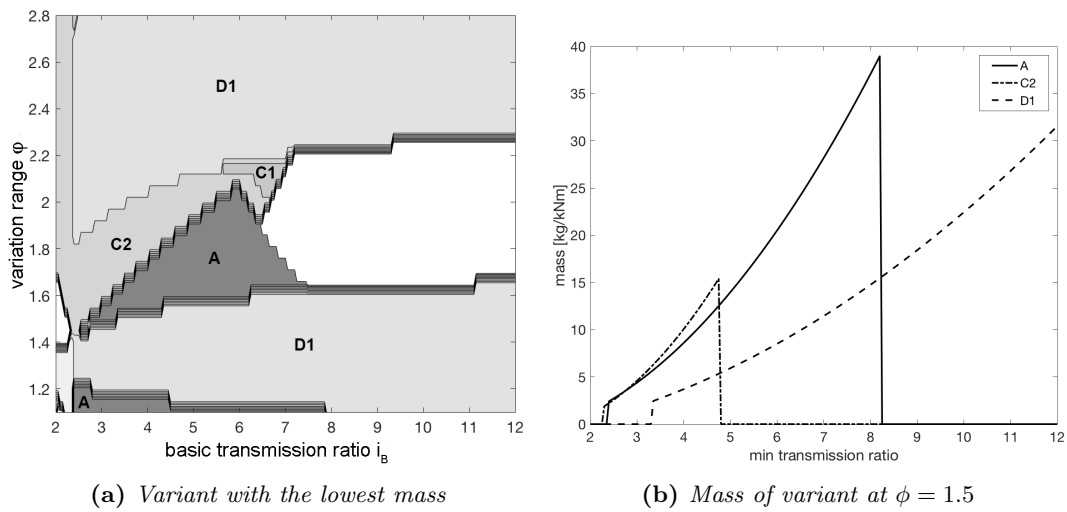 2.8
2.6
2.4
2.2
2
1.8
1.6
1.4
1.2
variation range φ
D1
C1
C2
A
D1
A
2 3 4 5 6 7 8 9 10 11 12
basic transmission ratio i_B
(a) Variant with the lowest mass
40
35
30
25
20
15
10
5
0
mass [kg/kNm]
A
C2
D1
2 3 4 5 6 7 8 9 10 11 12
min transmission ratio
(b) Mass of variant at ϕ = 1.5